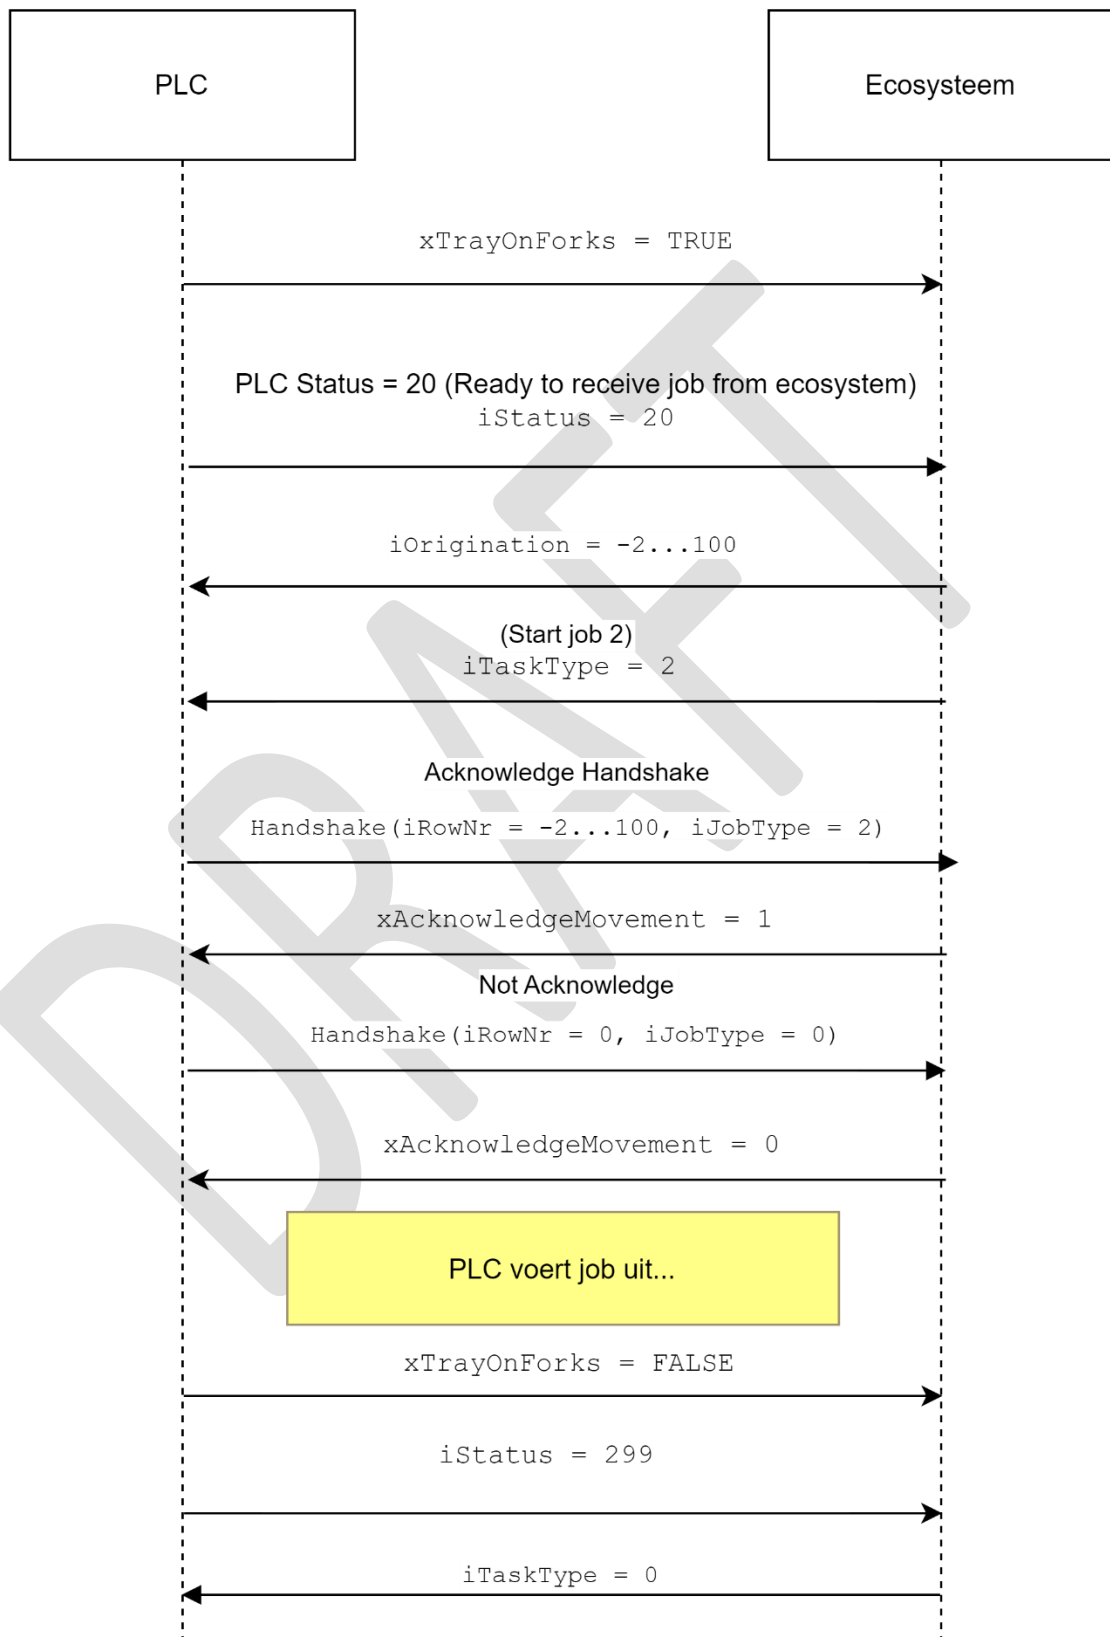 PLC
Ecosysteem
xTrayOnForks = TRUE
PLC Status = 20 (Ready to receive job from ecosystem)
iStatus = 20
iOrigination = -2...100
(Start job 2)
iTaskType = 2
Acknowledge Handshake
Handshake(iRowNr = -2...100, iJobType = 2)
xAcknowledgeMovement = 1
Not Acknowledge
Handshake(iRowNr = 0, iJobType = 0)
xAcknowledgeMovement = 0
PLC voert job uit...
xTrayOnForks = FALSE
iStatus = 299
iTaskType = 0
DRAFT